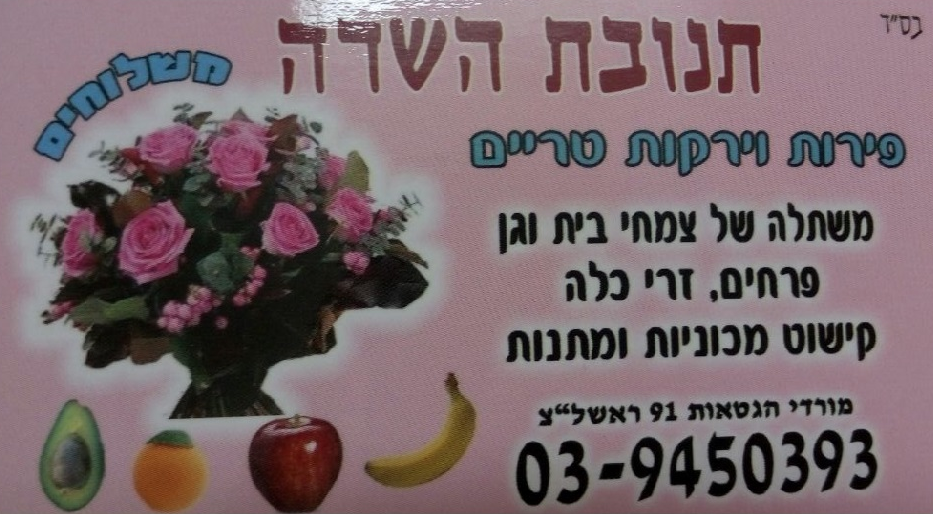 בס"ד
תנובת השדה
משלוחים
פירות וירקות טריים
משתלה של צמחי בית וגן
פרחים, זרי כלה
קישוט מכוניות ומתנות
מורדי הגטאות 91 ראשל״צ
03-9450393